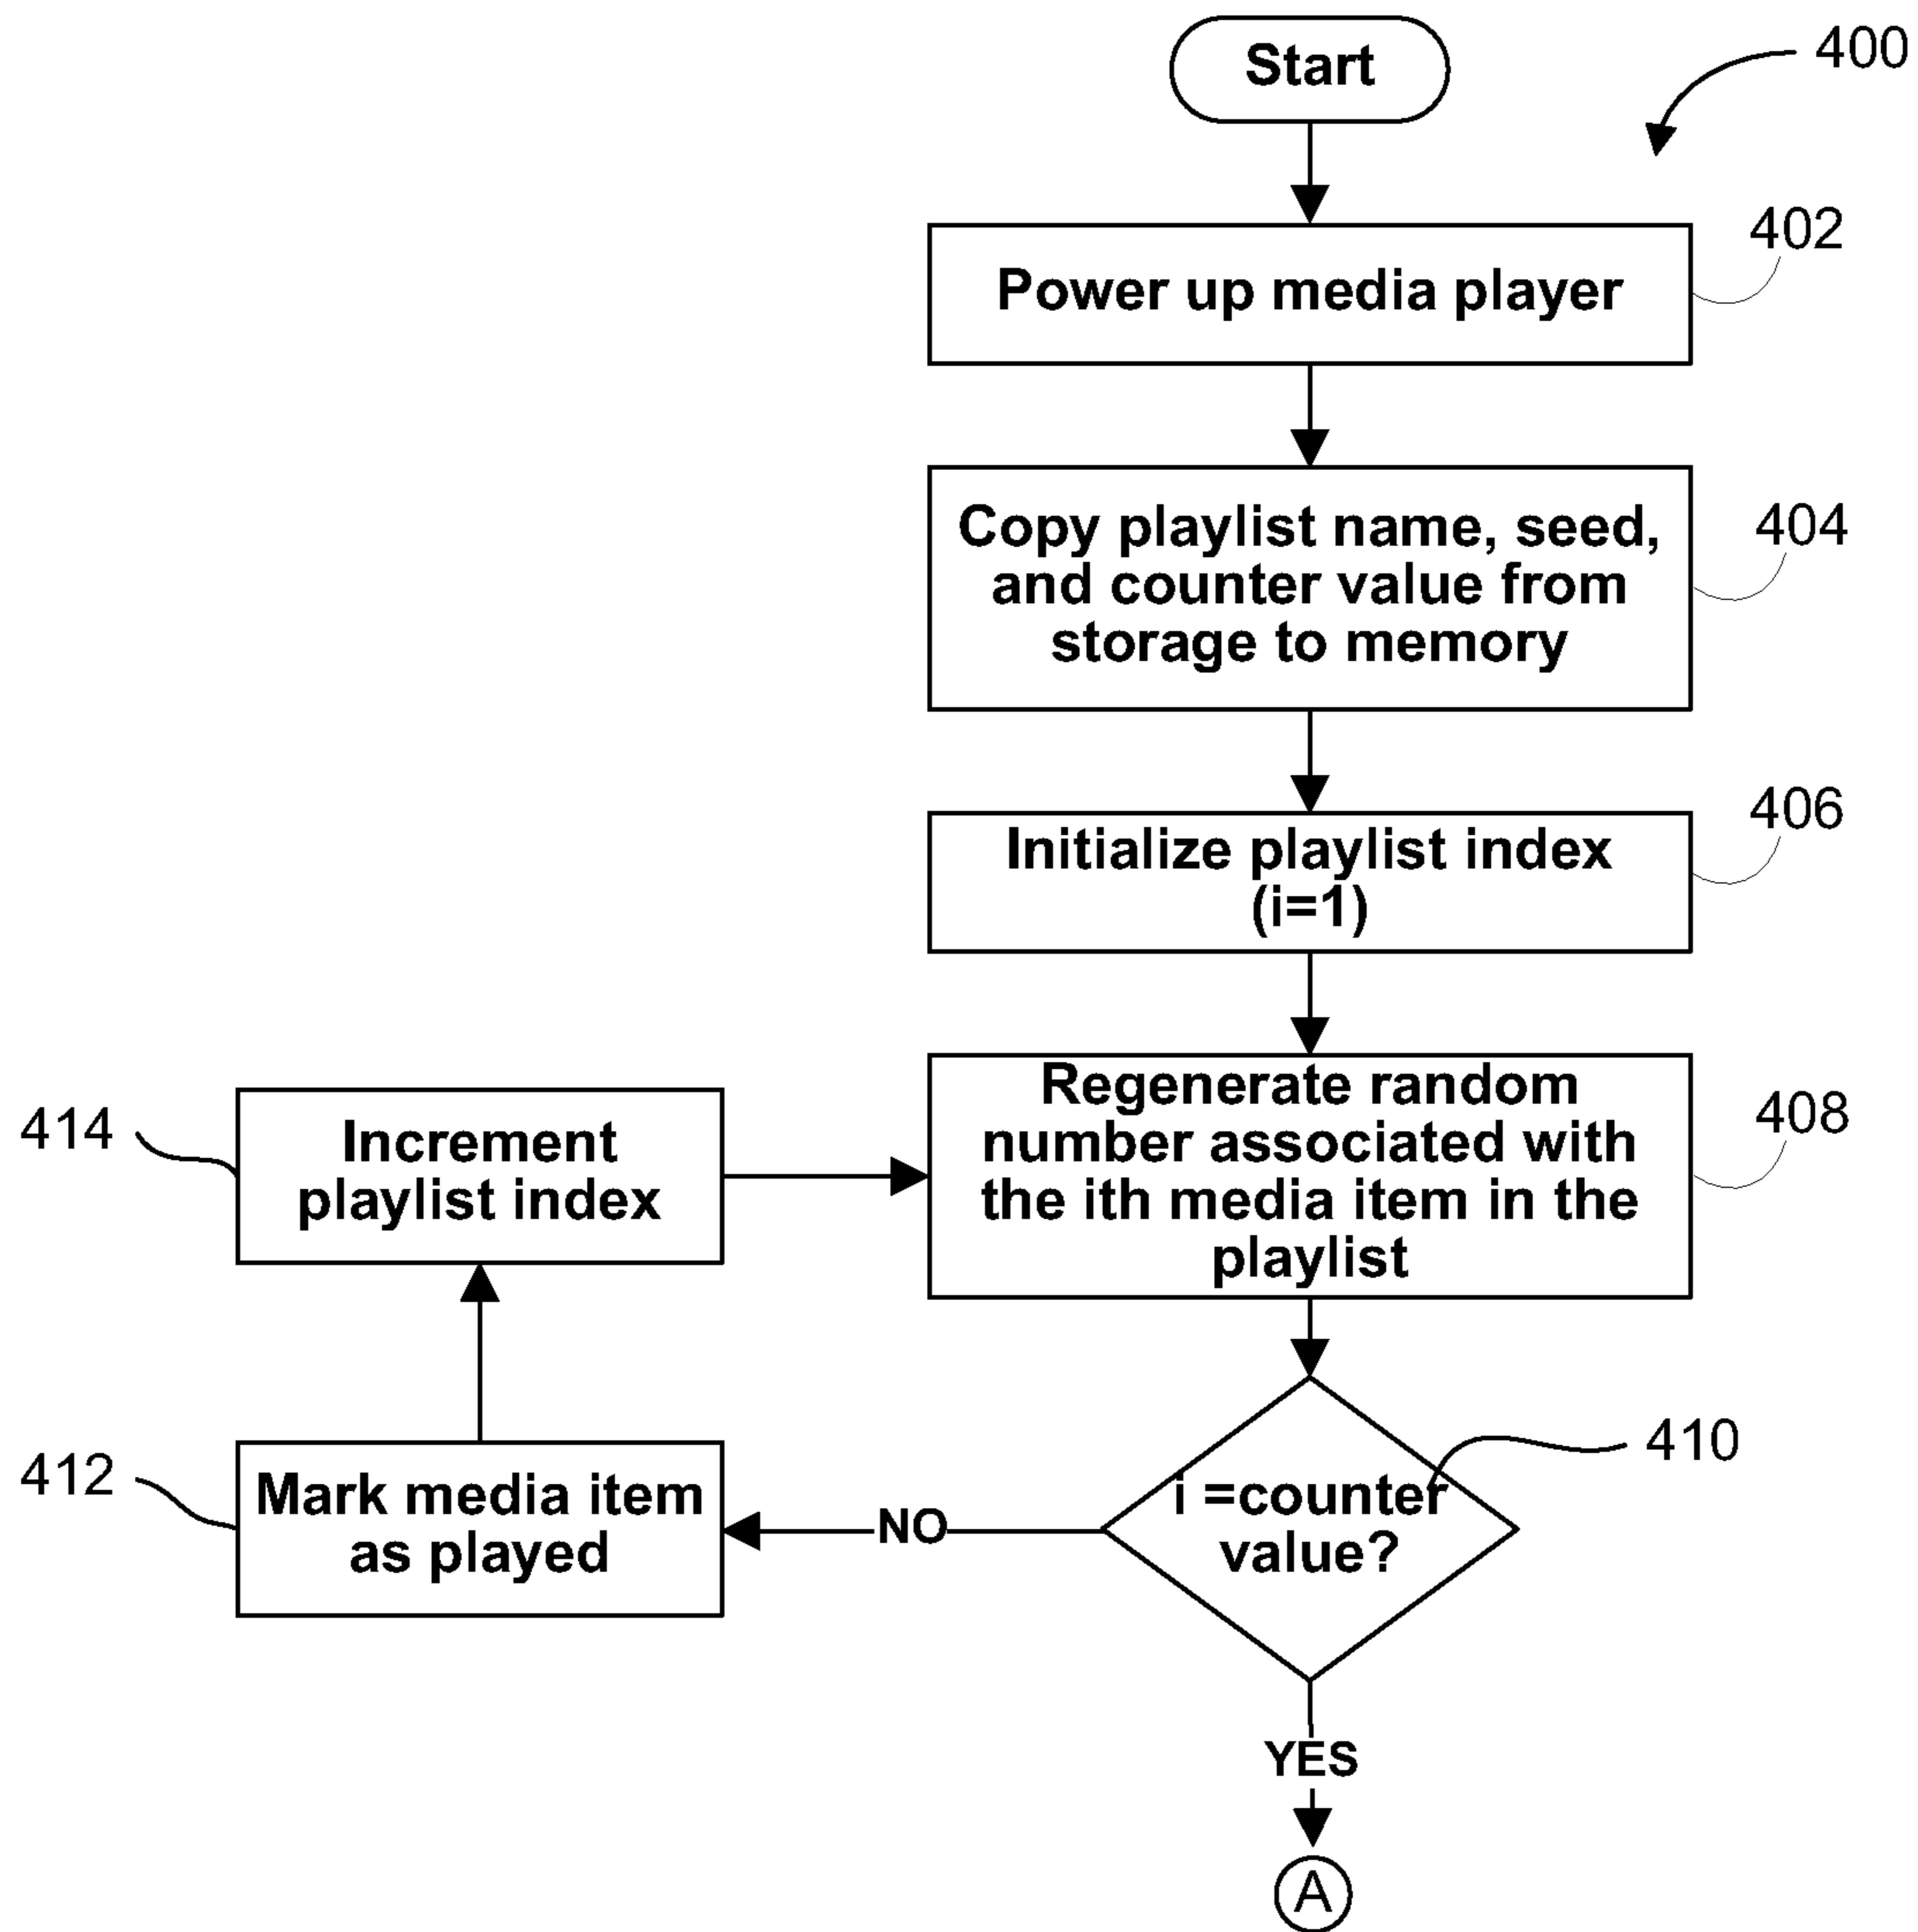 Start
400
Power up media player
402
Copy playlist name, seed,
and counter value from
storage to memory
404
Initialize playlist index
(i=1)
406
Regenerate random
number associated with
the ith media item in the
playlist
408
414
Increment
playlist index
i =counter
value?
410
NO
412
Mark media item
as played
YES
A